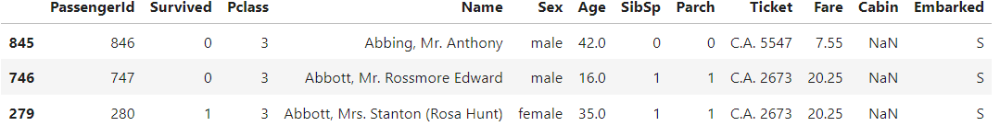 PassengerId Survived Pclass Name Sex Age SibSp Parch Ticket Fare Cabin Embarked
845 846 0 3 Abbing, Mr. Anthony male 42.0 0 0 C.A. 5547 7.55 NaN S
746 747 0 3 Abbott, Mr. Rossmore Edward male 16.0 1 1 C.A. 2673 20.25 NaN S
279 280 1 3 Abbott, Mrs. Stanton (Rosa Hunt) female 35.0 1 1 C.A. 2673 20.25 NaN S